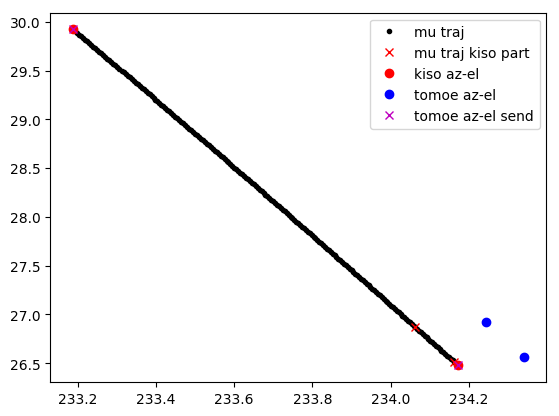 30.0
29.5
29.0
28.5
28.0
27.5
27.0
26.5
233.2 233.4 233.6 233.8 234.0 234.2
mu traj
mu traj kiso part
kiso az-el
tomoe az-el
tomoe az-el send